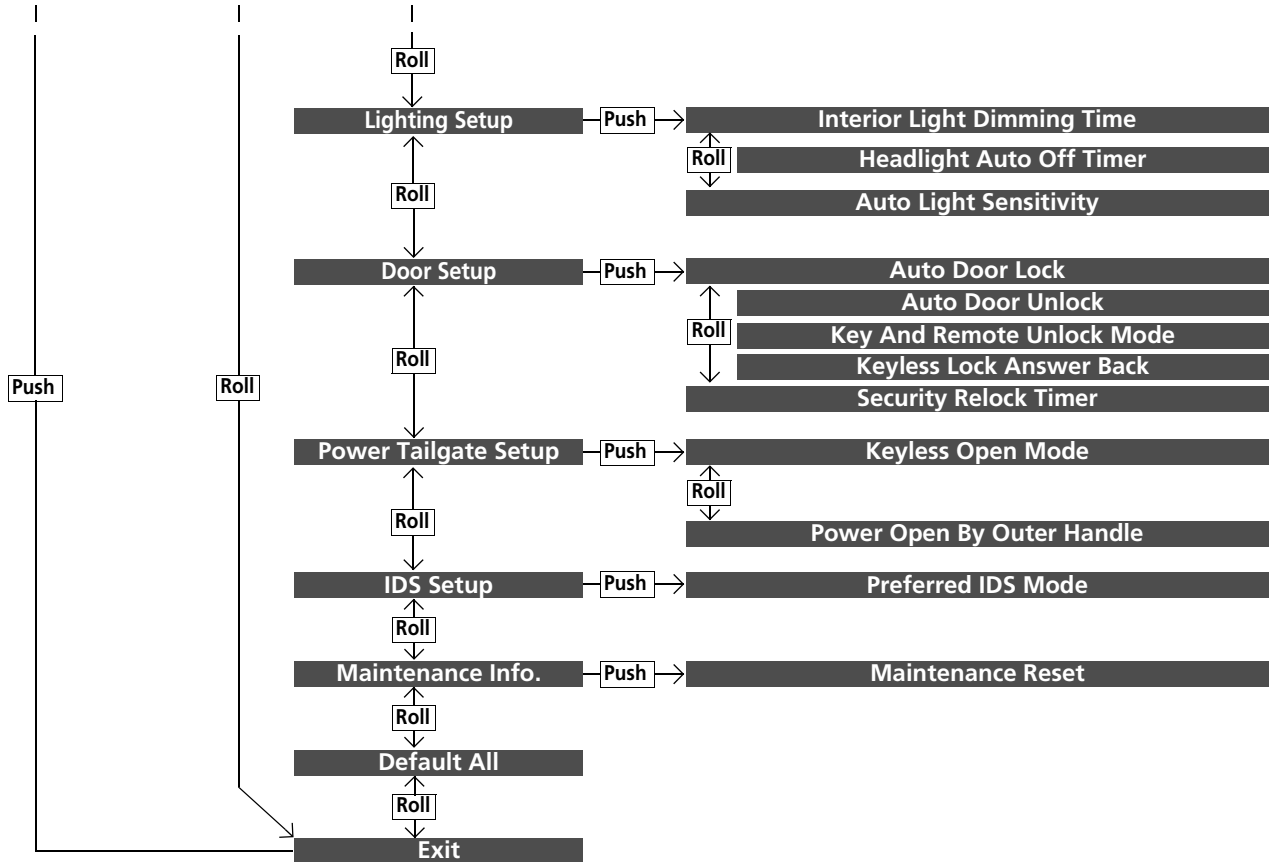 Roll
Lighting Setup Push Interior Light Dimming Time
Roll Headlight Auto Off Timer
Roll
Auto Light Sensitivity
Door Setup Push Auto Door Lock
Auto Door Unlock
Roll Key And Remote Unlock Mode
Roll
Keyless Lock Answer Back
Push Roll
Security Relock Timer
Power Tailgate Setup Push Keyless Open Mode
Roll
Roll
Power Open By Outer Handle
IDS Setup Push Preferred IDS Mode
Roll
Maintenance Info. Push Maintenance Reset
Roll
Default All
Roll
Exit